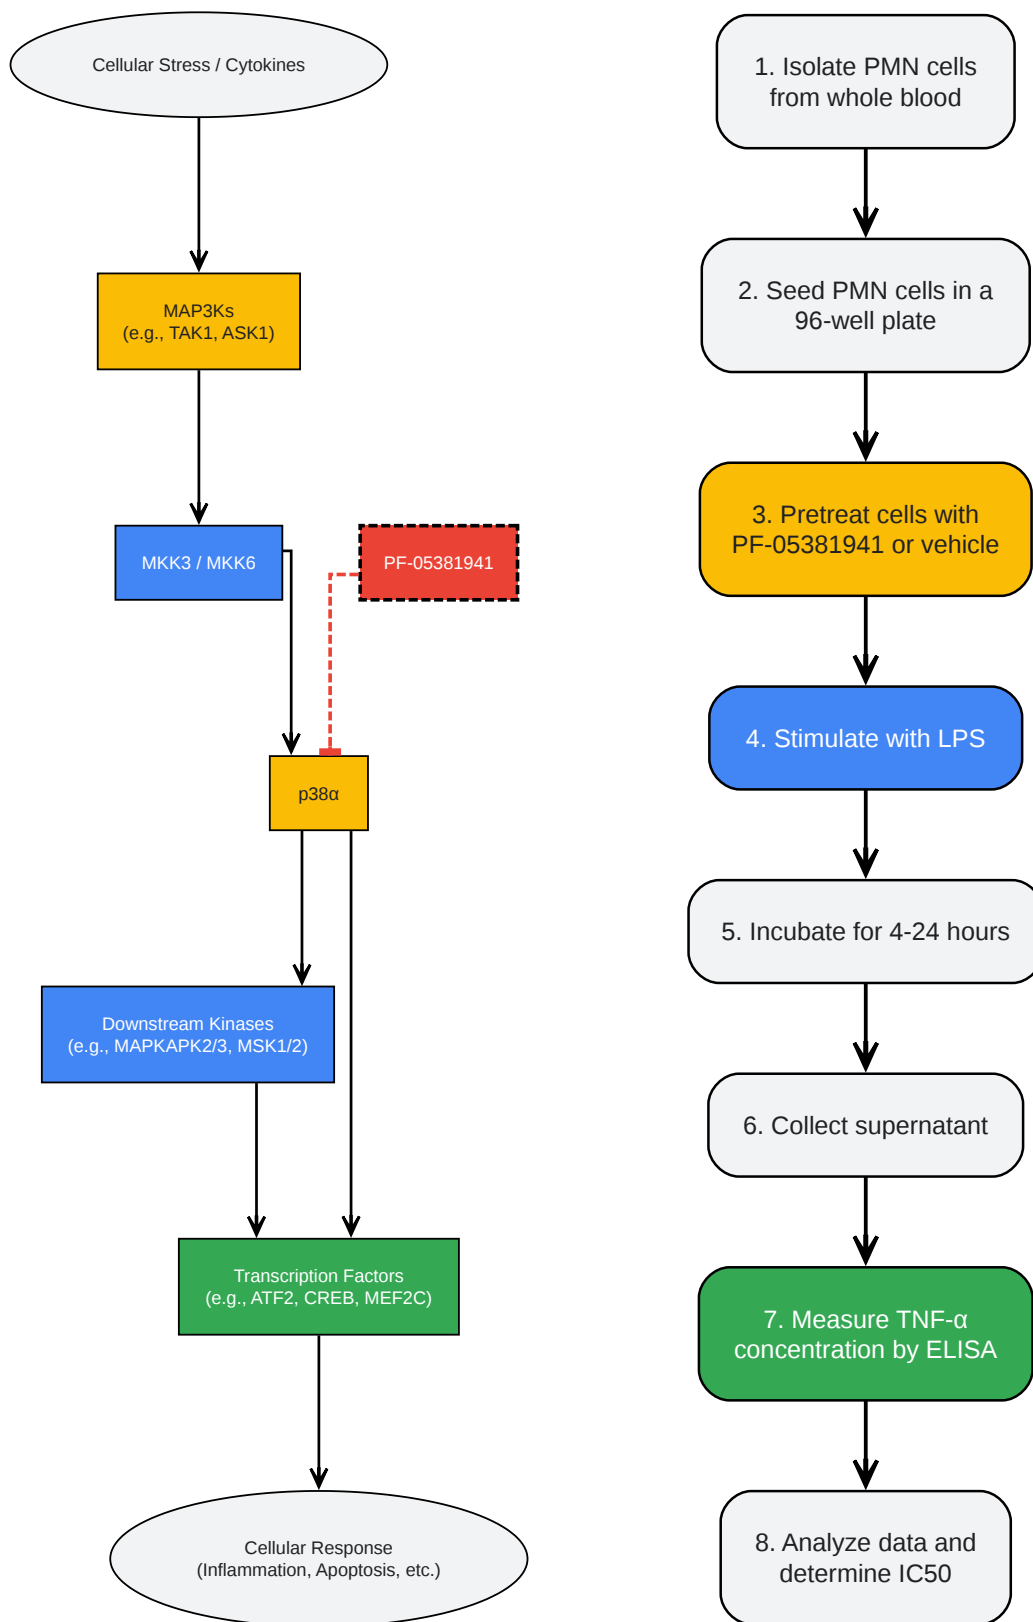 Cellular Stress / Cytokines
MAP3Ks
(e.g., TAK1, ASK1)
MKK3 / MKK6
PF-05381941
p38α
Downstream Kinases
(e.g., MAPKAPK2/3, MSK1/2)
Transcription Factors
(e.g., ATF2, CREB, MEF2C)
Cellular Response
(Inflammation, Apoptosis, etc.)
1. Isolate PMN cells
from whole blood
2. Seed PMN cells in a
96-well plate
3. Pretreat cells with
PF-05381941 or vehicle
4. Stimulate with LPS
5. Incubate for 4-24 hours
6. Collect supernatant
7. Measure TNF-α
concentration by ELISA
8. Analyze data and
determine IC50